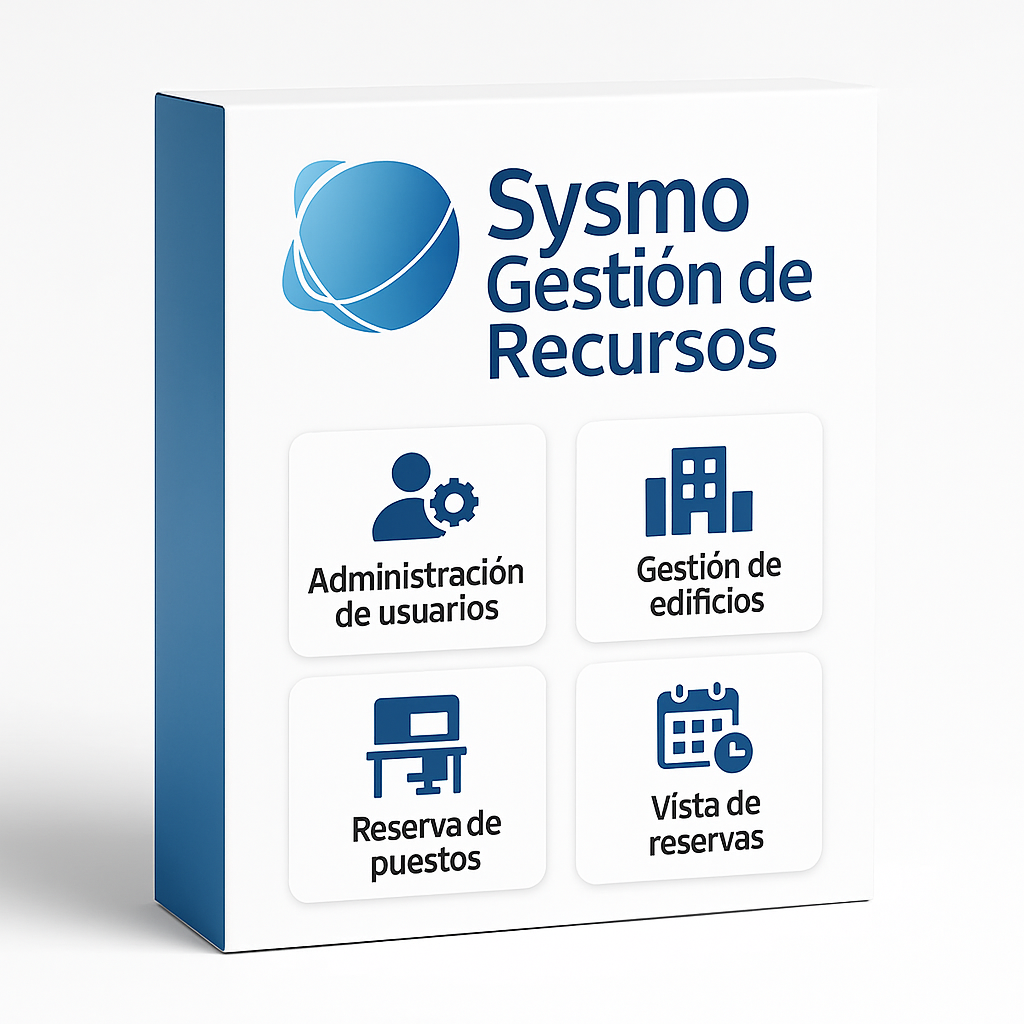 Sysmo
Gestión de
Recursos
Administración
de usuarios
Gestión de
edificios
Reserva de
puestos
Vísta de
reservas